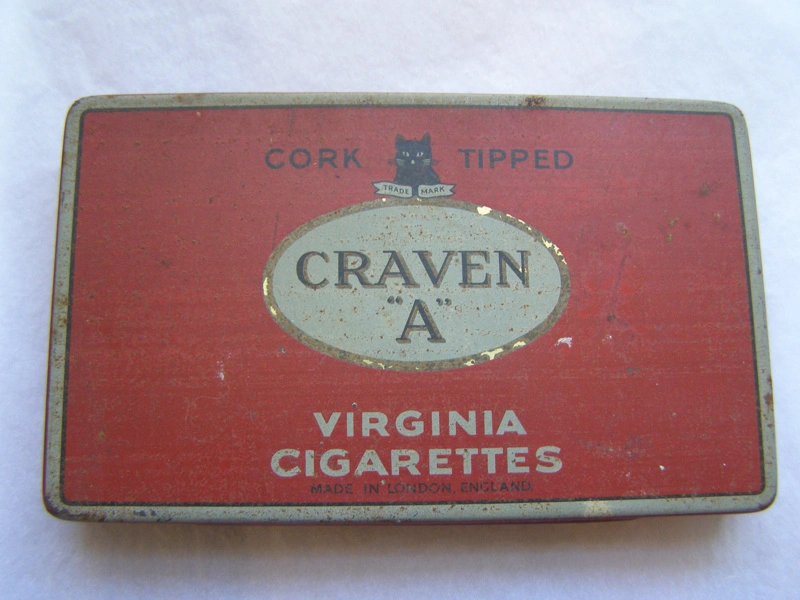 CORK TIPPED
TRADE MARK
CRAVEN
"A"
VIRGINIA
CIGARETTES
MADE IN LONDON, ENGLAND.